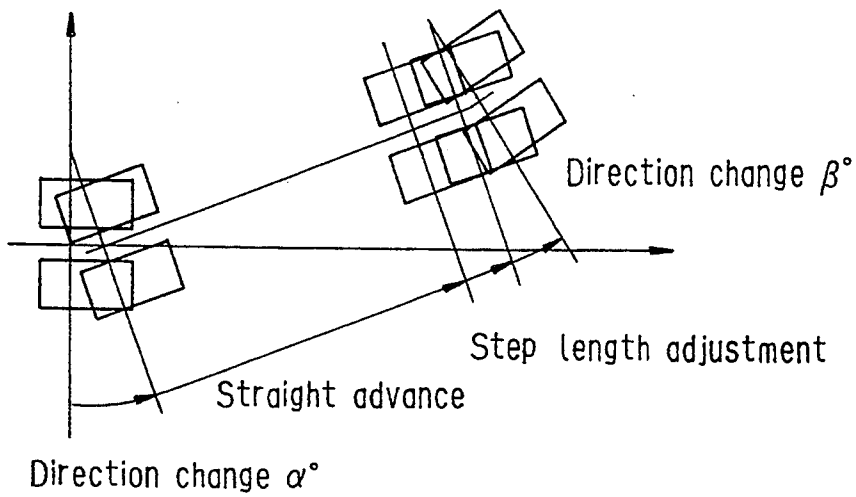 Direction change β°
Step length adjustment
Straight advance
Direction change α°